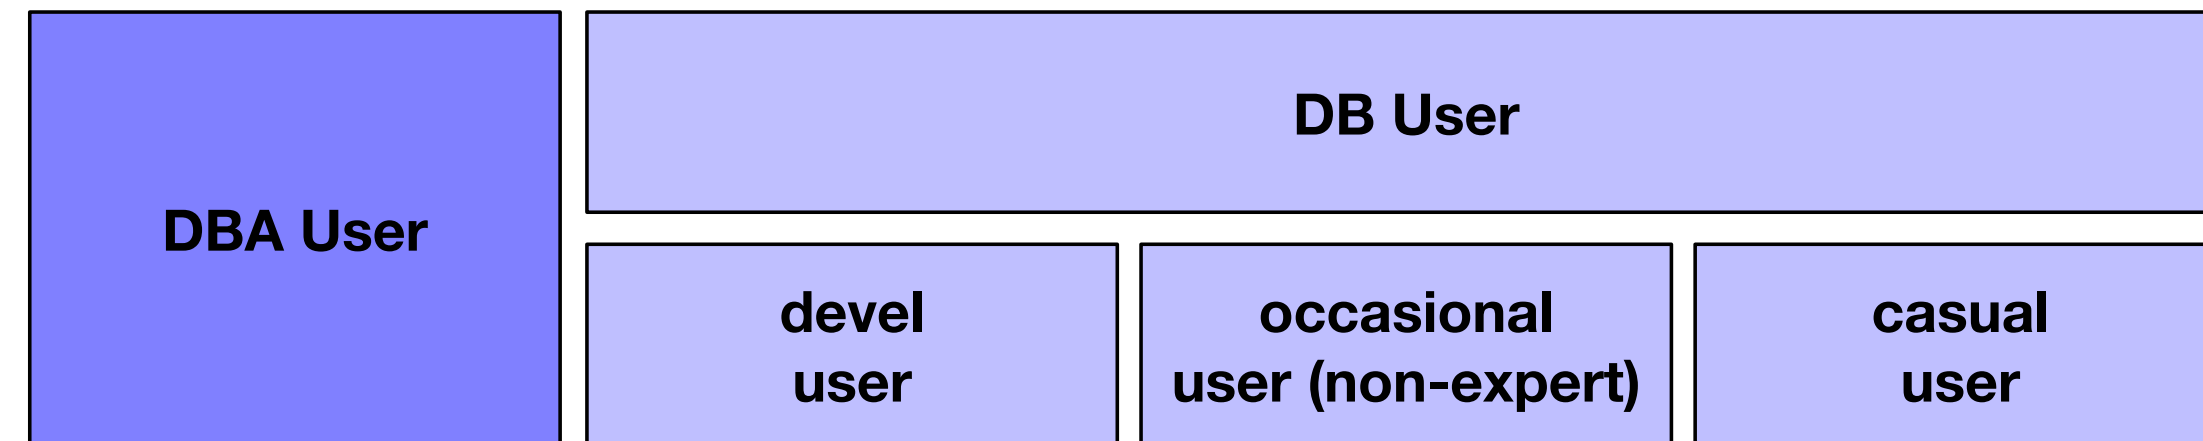 DBA User
DB User
devel
user
occasional
user (non-expert)
casual
user